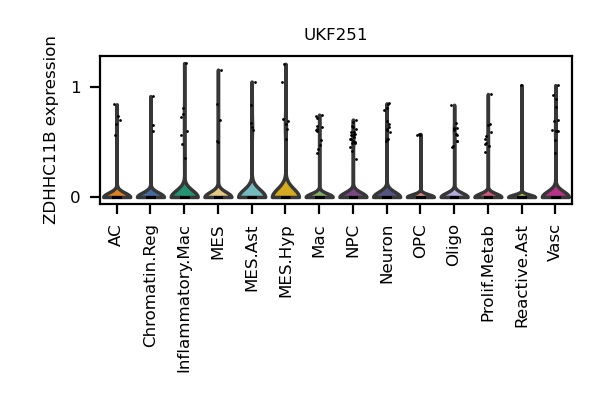 UKF251
ZDHHC11B expression
1
0
AC
Chromatin.Reg
Inflammatory.Mac
MES
MES.Ast
MES.Hyp
Mac
NPC
Neuron
OPC
Oligo
Prolif.Metab
Reactive.Ast
Vasc